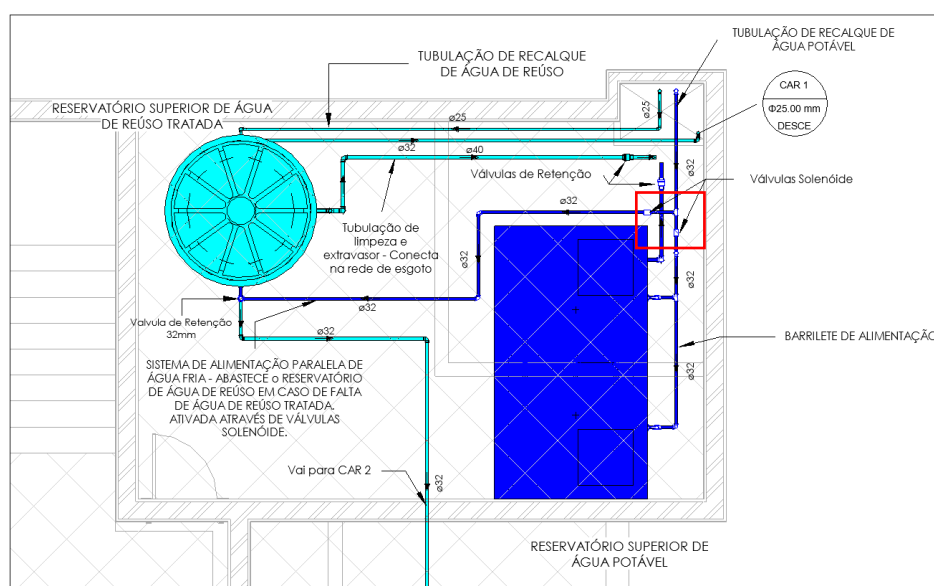 TUBULAÇÃO DE RECALQUE DE
ÁGUA POTÁVEL
TUBULAÇÃO DE RECALQUE
DE ÁGUA DE REÚSO
CAR 1
Φ25.00 mm
DESCE
RESERVATÓRIO SUPERIOR DE ÁGUA
DE REÚSO TRATADA
ø25
ø25
ø32
ø40
ø32
Válvulas de Retenção
Válvulas Solenóide
ø32
Tubulação de
limpeza e
extravasor - Conecta
na rede de esgoto
ø32
ø32
ø32
Valvula de Retenção
32mm
ø32
BARRILETE DE ALIMENTAÇÃO
SISTEMA DE ALIMENTAÇÃO PARALELA DE
ÁGUA FRIA - ABASTECE o RESERVATÓRIO
DE ÁGUA DE REÚSO EM CASO DE FALTA
DE ÁGUA DE REÚSO TRATADA.
ATIVADA ATRAVÉS DE VÁLVULAS
SOLENÓIDE.
ø32
Vai para CAR 2
ø32
RESERVATÓRIO SUPERIOR DE
ÁGUA POTÁVEL